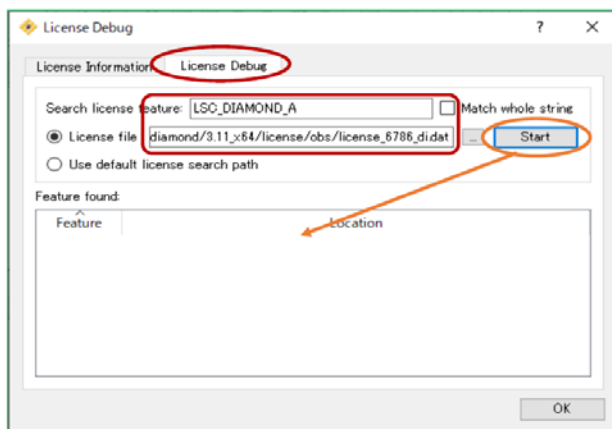 License Debug
?
License Information
License Debug
Search license feature: LSC_DIAMOND_A
Match whole string
License file diamond/3.11_x64/license/obs/license_6786_di.dat ... Start
Use default license search path
Feature found:
Feature Location
OK